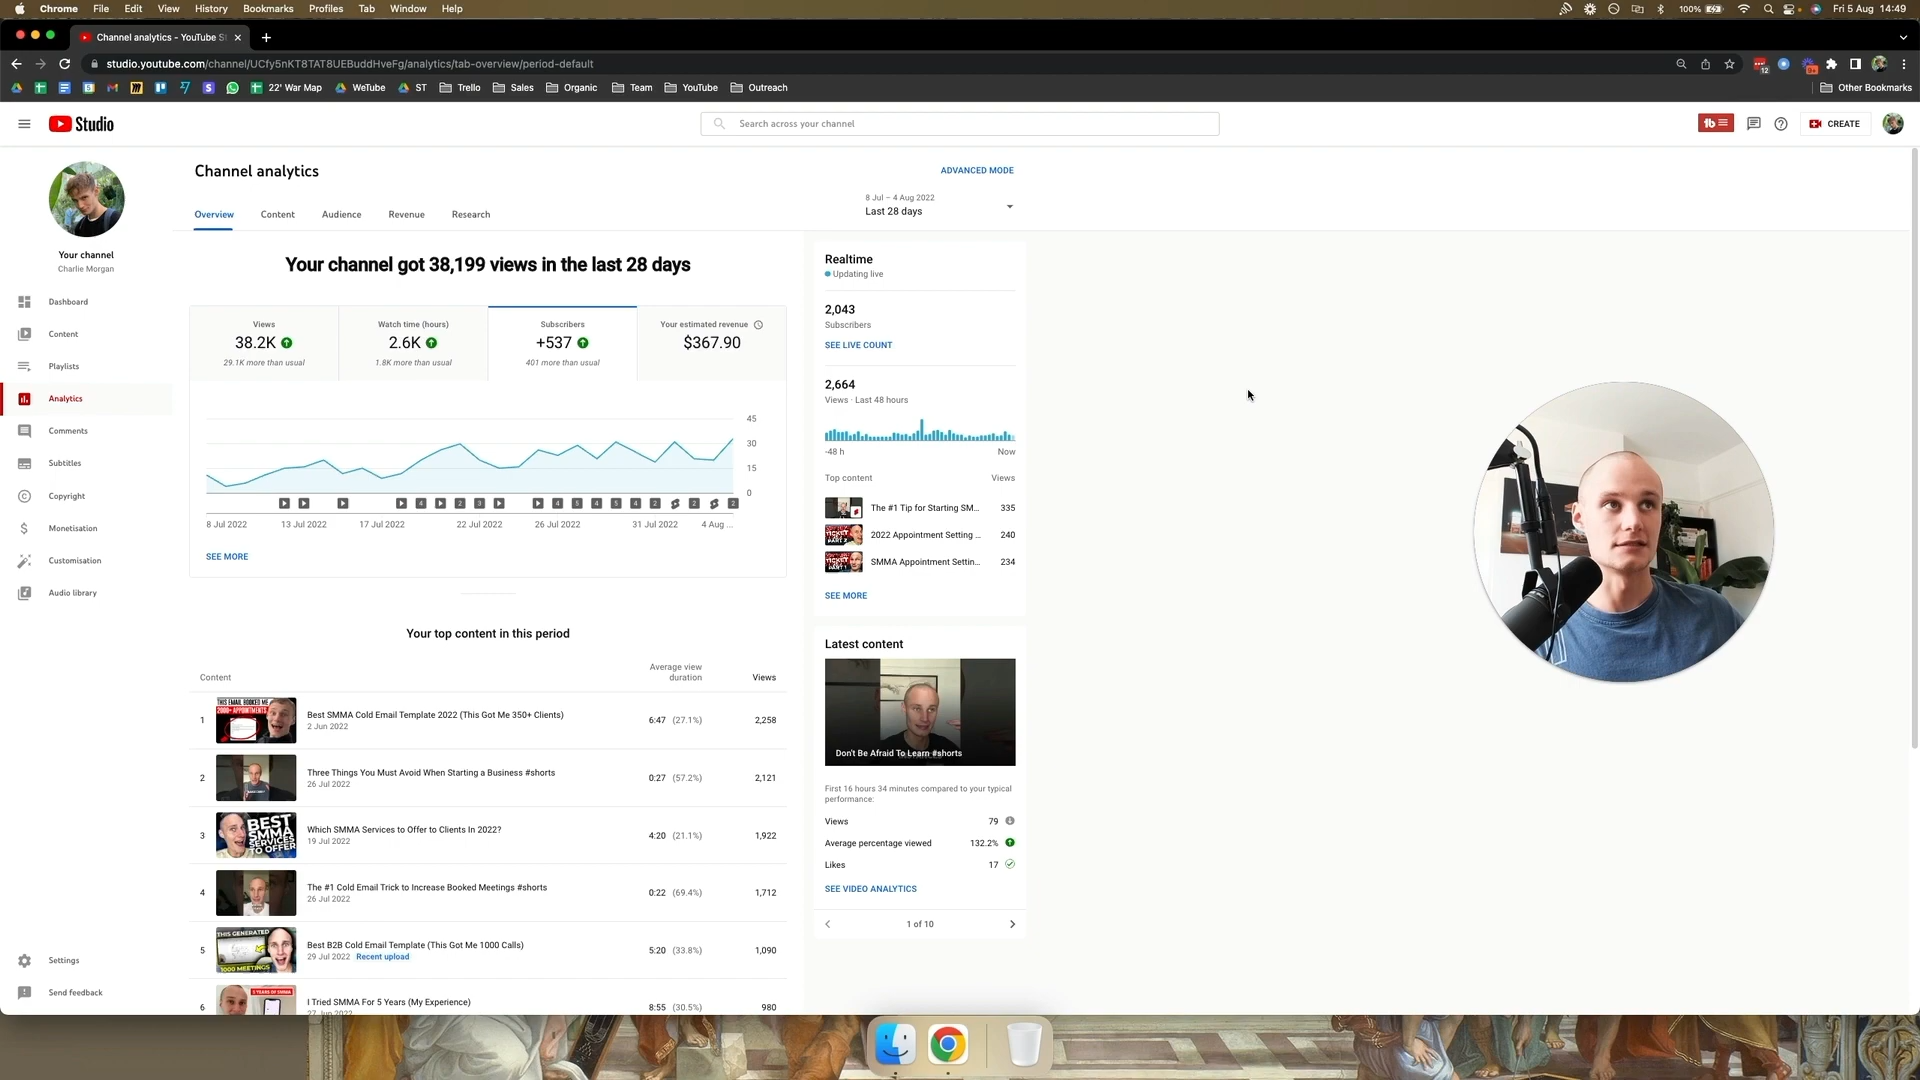 Chrome File Edit View History Bookmarks Profiles Tab Window Help 100% Fri 5 Aug 14:49
Channel analytics - YouTube St
studio.youtube.com/channel/UCfy5nKT8TAT8UEBuddHveFg/analytics/tab-overview/period-default
22' War Map WeTube ST Trello Sales Organic Team YouTube Outreach Other Bookmarks
Studio
Search across your channel
CREATE
Your channel
Charlie Morgan
Dashboard
Content
Playlists
Analytics
Comments
Subtitles
Copyright
Monetisation
Customisation
Audio library
Settings
Send feedback
Channel analytics
ADVANCED MODE
Overview Content Audience Revenue Research
8 Jul – 4 Aug 2022
Last 28 days
Your channel got 38,199 views in the last 28 days
Views
38.2K
29.1K more than usual
Watch time (hours)
2.6K
1.8K more than usual
Subscribers
+537
401 more than usual
Your estimated revenue
$367.90
45
30
15
0
8 Jul 2022 13 Jul 2022 17 Jul 2022 22 Jul 2022 26 Jul 2022 31 Jul 2022 4 Aug ...
SEE MORE
Your top content in this period
Content Average view duration Views
1 Best SMMA Cold Email Template 2022 (This Got Me 350+ Clients) 6:47 (27.1%) 2,258
2 Jun 2022
2 Three Things You Must Avoid When Starting a Business #shorts 0:27 (57.2%) 2,121
26 Jul 2022
BEST SMMA SERVICES TO OFFER
3 Which SMMA Services to Offer to Clients In 2022? 4:20 (21.1%) 1,922
19 Jul 2022
4 The #1 Cold Email Trick to Increase Booked Meetings #shorts 0:22 (69.4%) 1,712
26 Jul 2022
THIS GENERATED
1000 MEETINGS
5 Best B2B Cold Email Template (This Got Me 1000 Calls) 5:20 (33.8%) 1,090
29 Jul 2022 Recent upload
6 I Tried SMMA For 5 Years (My Experience) 8:55 (30.5%) 980
27 Jun 2022
Realtime
Updating live
2,043
Subscribers
SEE LIVE COUNT
2,664
Views · Last 48 hours
-48 h Now
Top content Views
The #1 Tip for Starting SM... 335
2022 Appointment Setting ... 240
SMMA Appointment Settin... 234
SEE MORE
Latest content
Don't Be Afraid To Learn #shorts
First 16 hours 34 minutes compared to your typical
performance:
Views 79
Average percentage viewed 132.2%
Likes 17
SEE VIDEO ANALYTICS
1 of 10